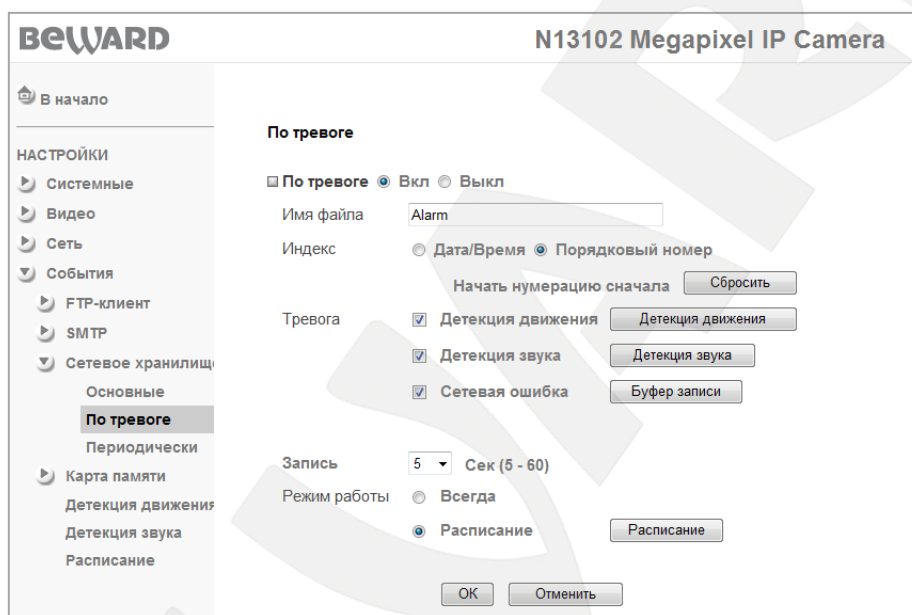 BEWARD
N13102 Megapixel IP Camera
В начало
НАСТРОЙКИ
Системные
Видео
Сеть
События
FTP-клиент
SMTP
Сетевое хранилищ
Основные
По тревоге
Периодически
Карта памяти
Детекция движения
Детекция звука
Расписание
По тревоге
По тревоге Вкл Выкл
Имя файла Alarm
Индекс Дата/Время Порядковый номер
Начать нумерацию сначала Сбросить
Тревога Детекция движения Детекция движения
Детекция звука Детекция звука
Сетевая ошибка Буфер записи
Запись 5 Сек (5 - 60)
Режим работы Всегда
Расписание Расписание
OK Отменить